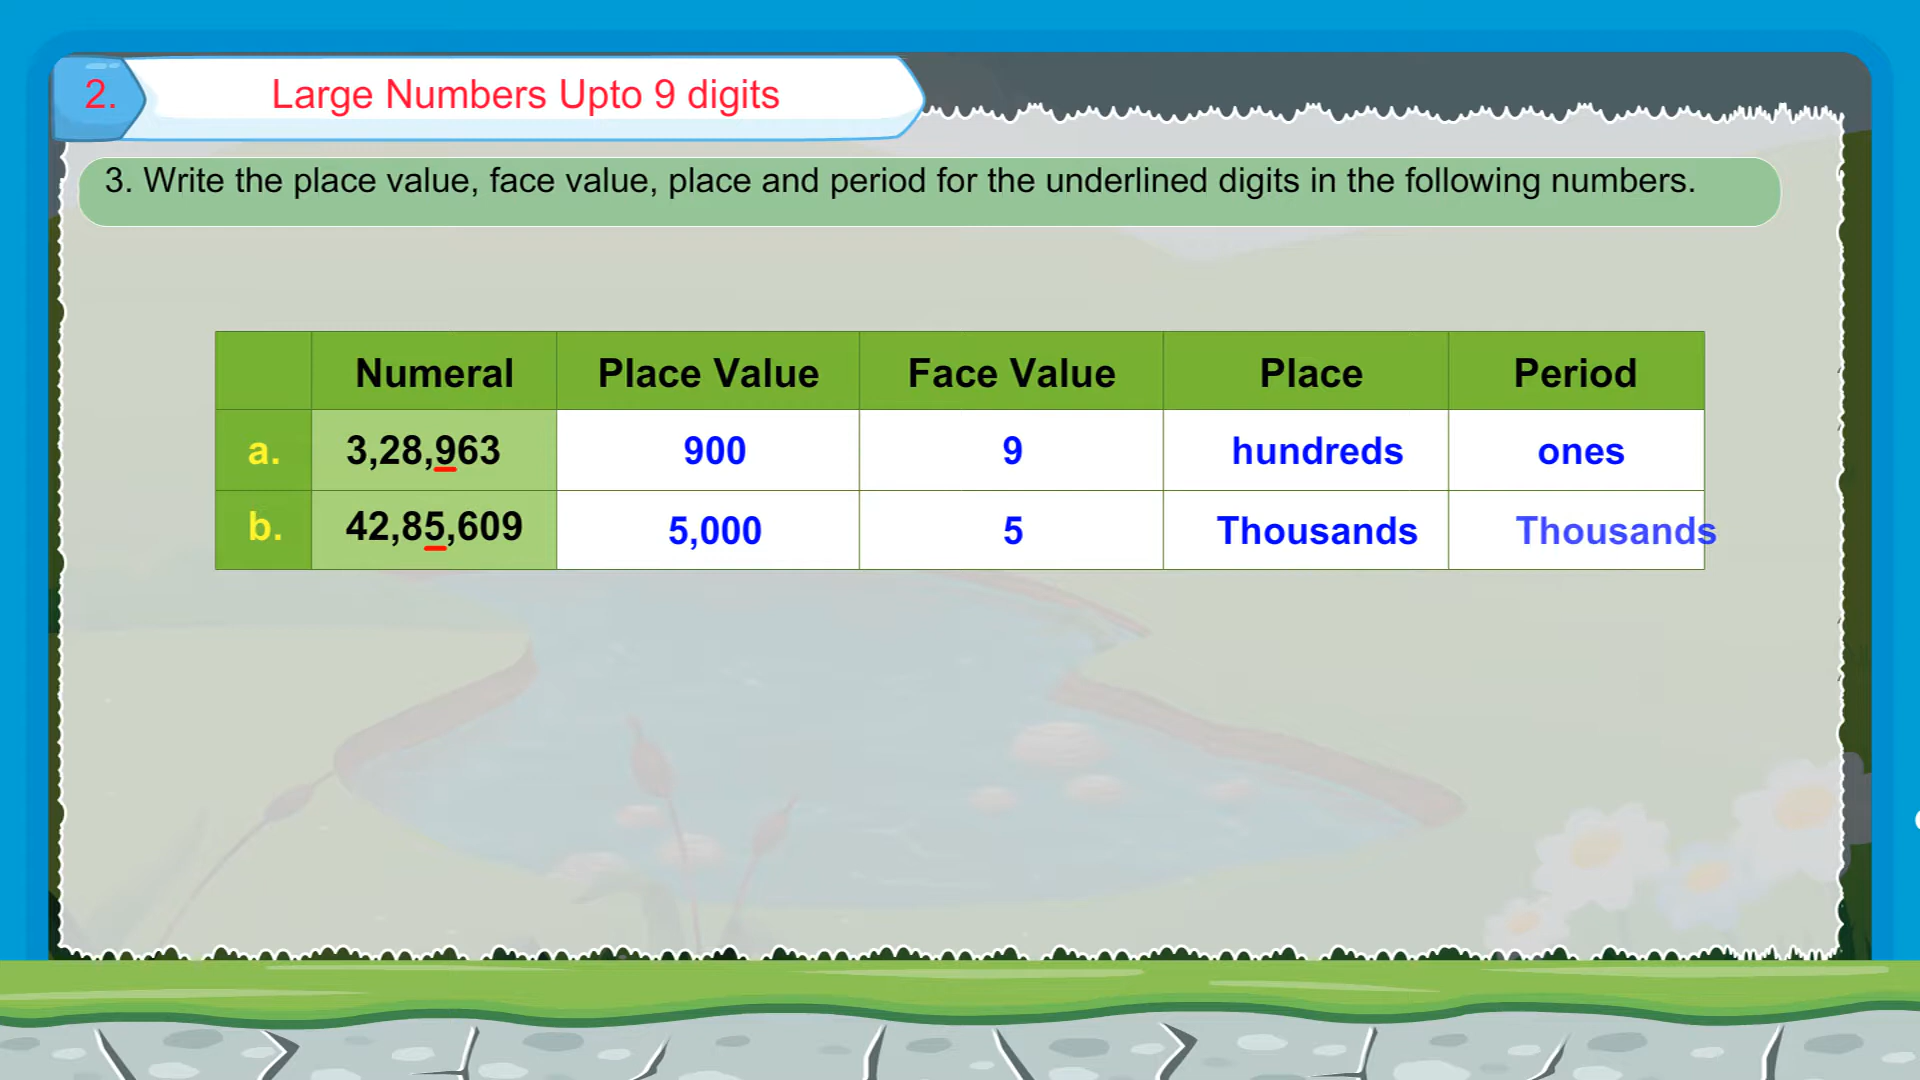 2. Large Numbers Upto 9 digits
3. Write the place value, face value, place and period for the underlined digits in the following numbers.
Numeral Place Value Face Value Place Period
a. 3,28,963 900 9 hundreds ones
b. 42,85,609 5,000 5 Thousands Thousands